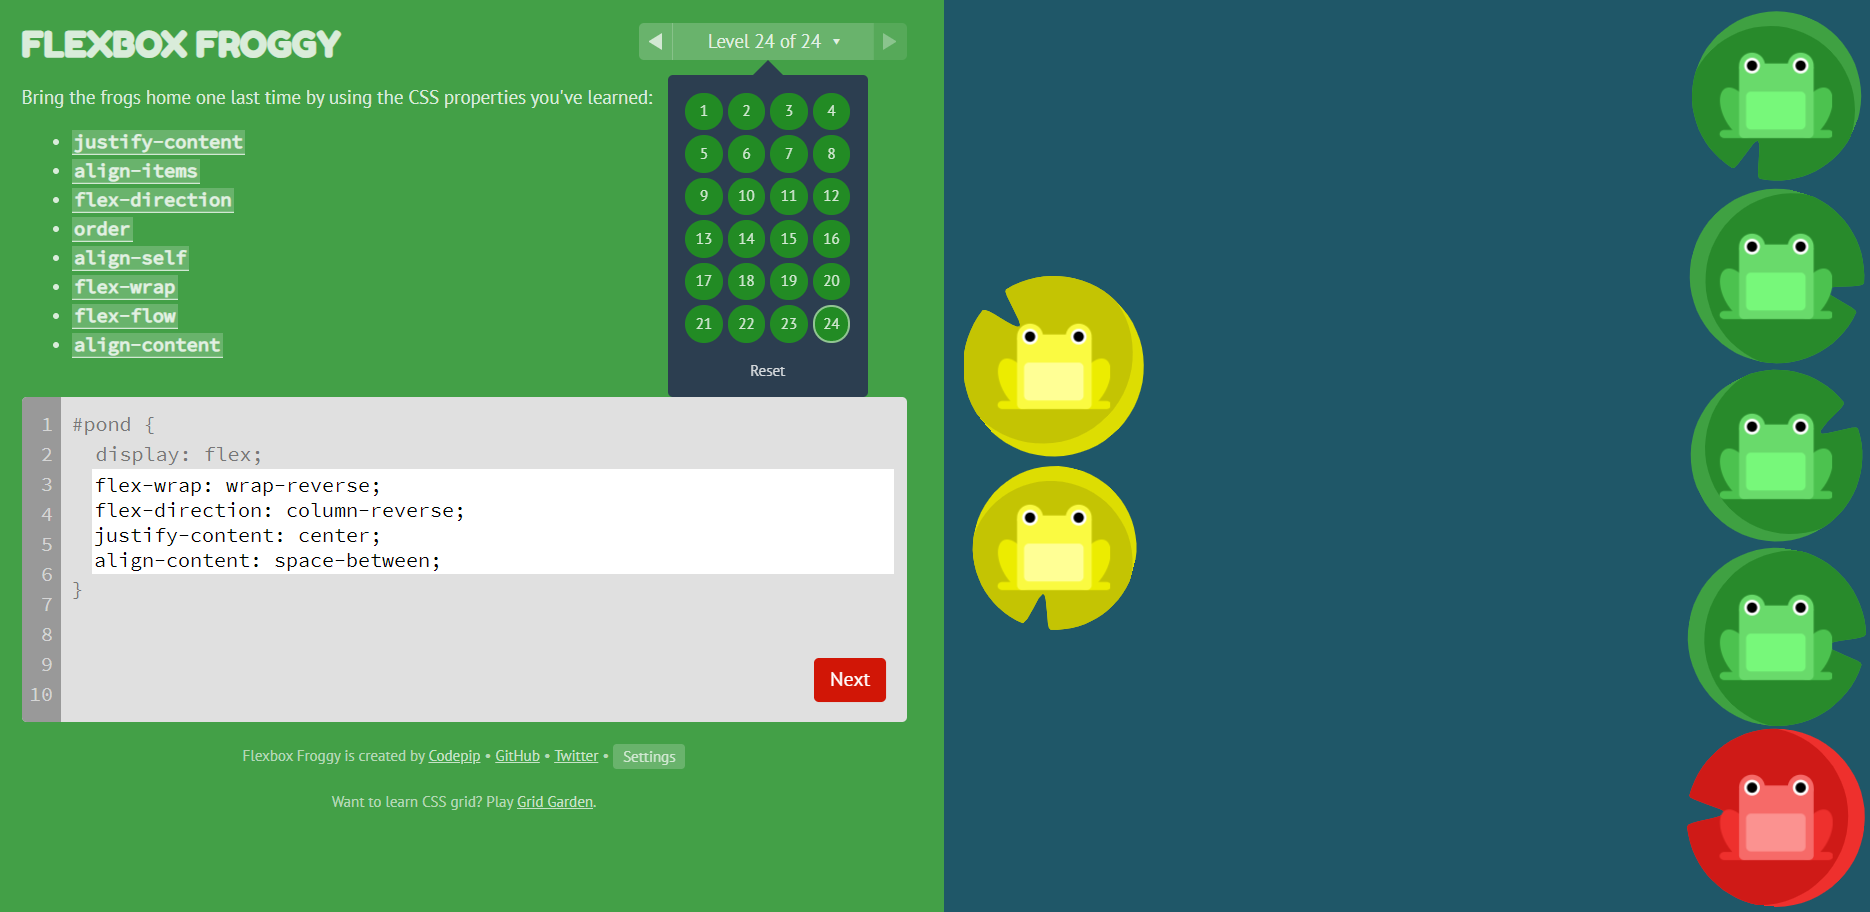 FLEXBOX FROGGY
◀ Level 24 of 24 ▼ ▶
Bring the frogs home one last time by using the CSS properties you've learned:
• justify-content
• align-items
• flex-direction
• order
• align-self
• flex-wrap
• flex-flow
• align-content
1 2 3 4
5 6 7 8
9 10 11 12
13 14 15 16
17 18 19 20
21 22 23 24
Reset
1 #pond {
2 display: flex;
3 flex-wrap: wrap-reverse;
4 flex-direction: column-reverse;
5 justify-content: center;
6 align-content: space-between;
7 }
8
9
10
Next
Flexbox Froggy is created by Codepip • GitHub • Twitter • Settings
Want to learn CSS grid? Play Grid Garden.